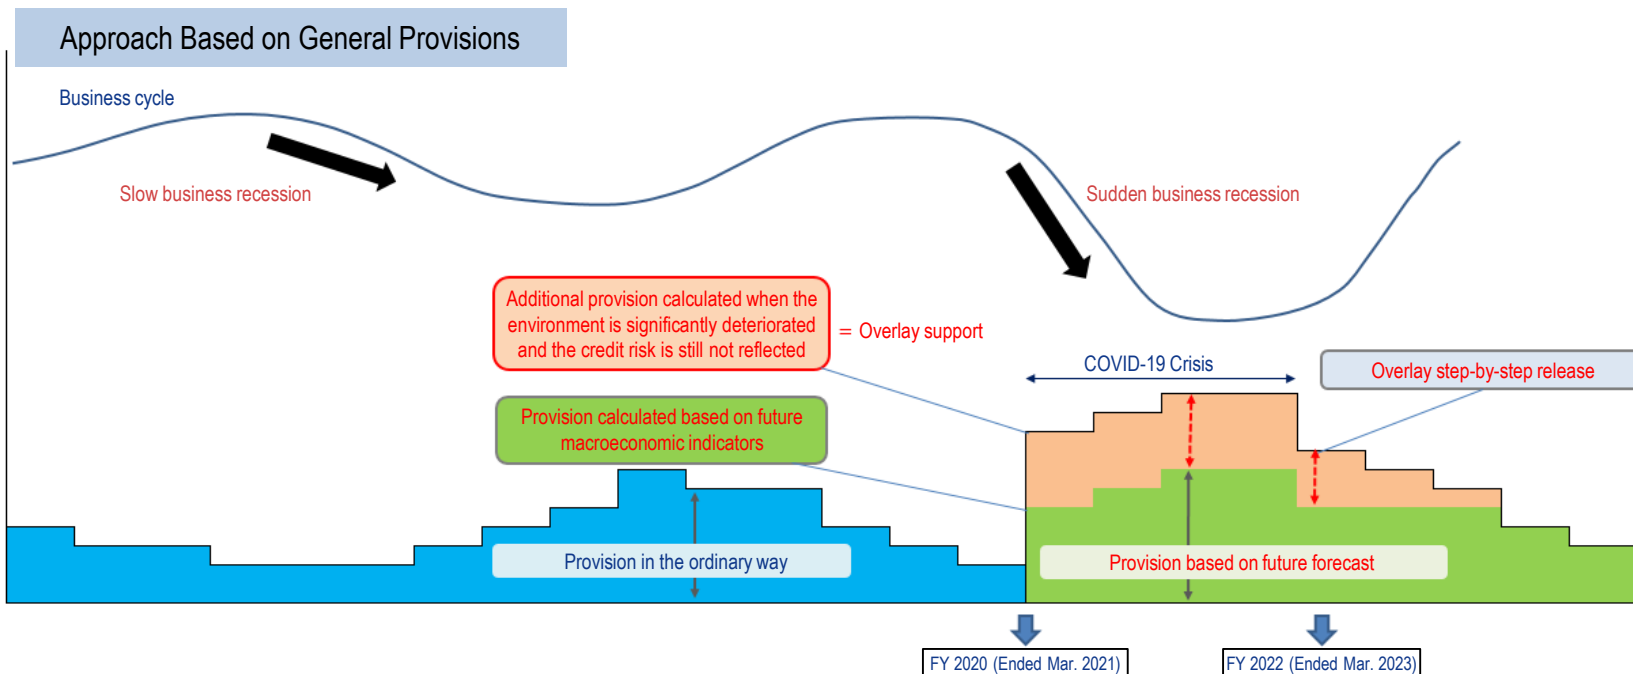 Approach Based on General Provisions
Business cycle
Slow business recession
Sudden business recession
Additional provision calculated when the
environment is significantly deteriorated
and the credit risk is still not reflected
= Overlay support
COVID-19 Crisis
Overlay step-by-step release
Provision calculated based on future
macroeconomic indicators
Provision in the ordinary way
Provision based on future forecast
FY 2020 (Ended Mar. 2021)
FY 2022 (Ended Mar. 2023)